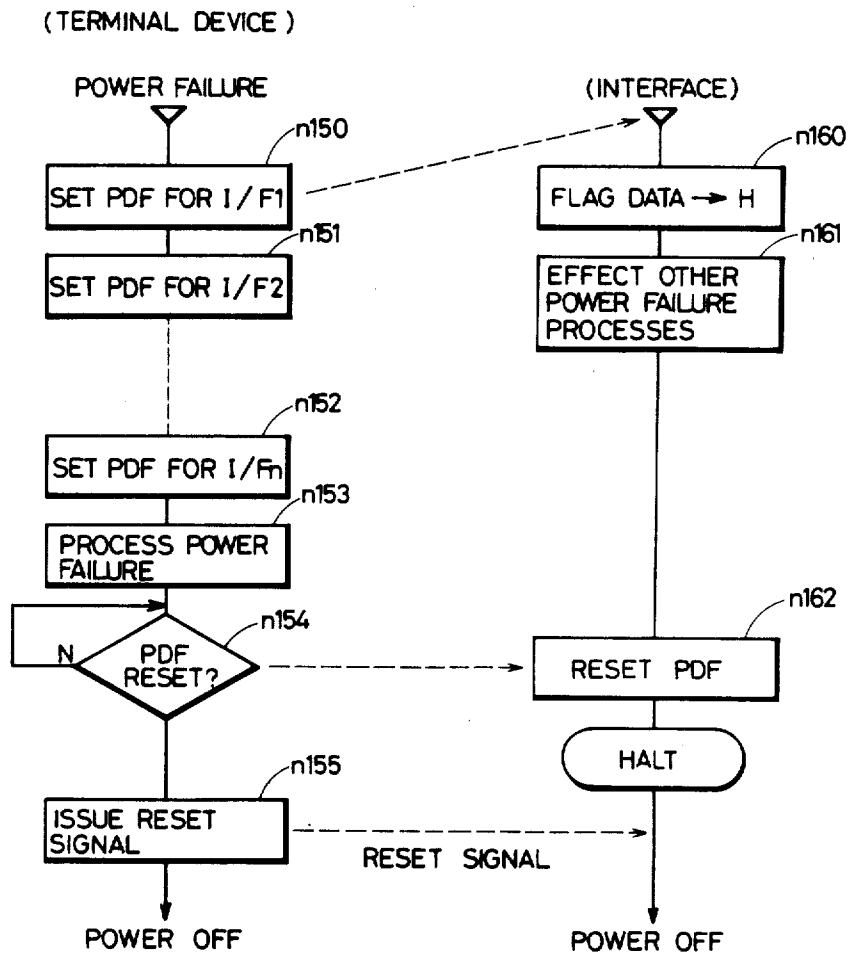 (TERMINAL DEVICE)
POWER FAILURE
n150
SET PDF FOR I/F1
n151
SET PDF FOR I/F2
n152
SET PDF FOR I/Fn
n153
PROCESS POWER
FAILURE
n154
N
PDF
RESET?
n155
ISSUE RESET
SIGNAL
RESET SIGNAL
POWER OFF
(INTERFACE)
n160
FLAG DATA → H
n161
EFFECT OTHER
POWER FAILURE
PROCESSES
n162
RESET PDF
HALT
POWER OFF